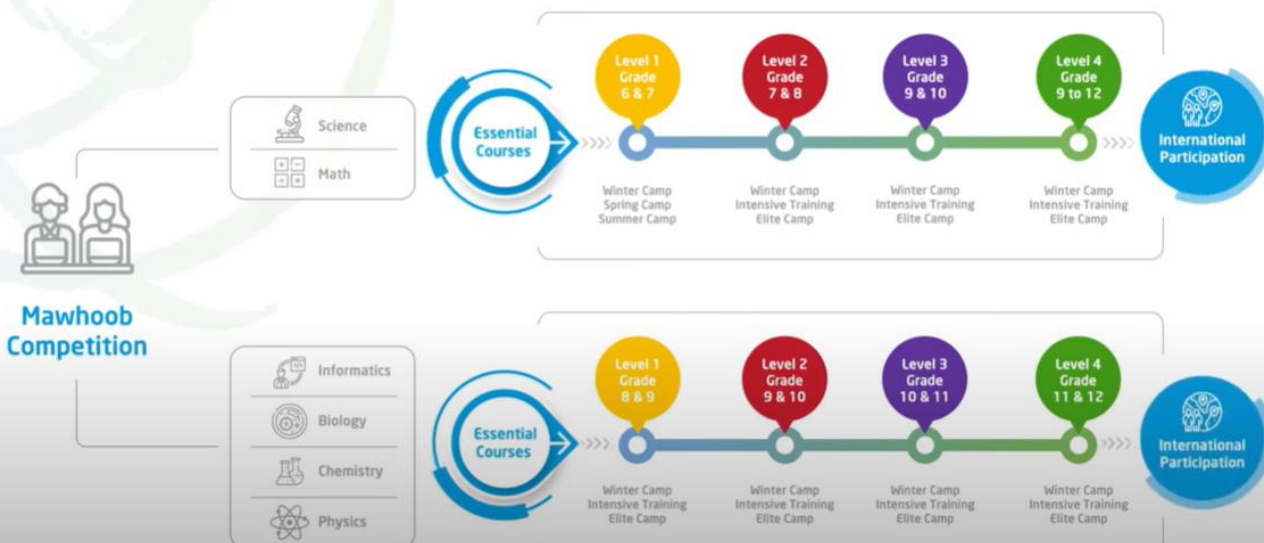 Mawhoob
Competition
Science
Math
Essential
Courses
Level 1
Grade
6 & 7
Level 2
Grade
7 & 8
Level 3
Grade
9 & 10
Level 4
Grade
9 to 12
Winter Camp
Spring Camp
Summer Camp
Winter Camp
Intensive Training
Elite Camp
Winter Camp
Intensive Training
Elite Camp
Winter Camp
Intensive Training
Elite Camp
International
Participation
Informatics
Biology
Chemistry
Physics
Essential
Courses
Level 1
Grade
8 & 9
Level 2
Grade
9 & 10
Level 3
Grade
10 & 11
Level 4
Grade
11 & 12
Winter Camp
Intensive Training
Elite Camp
Winter Camp
Intensive Training
Elite Camp
Winter Camp
Intensive Training
Elite Camp
Winter Camp
Intensive Training
Elite Camp
International
Participation